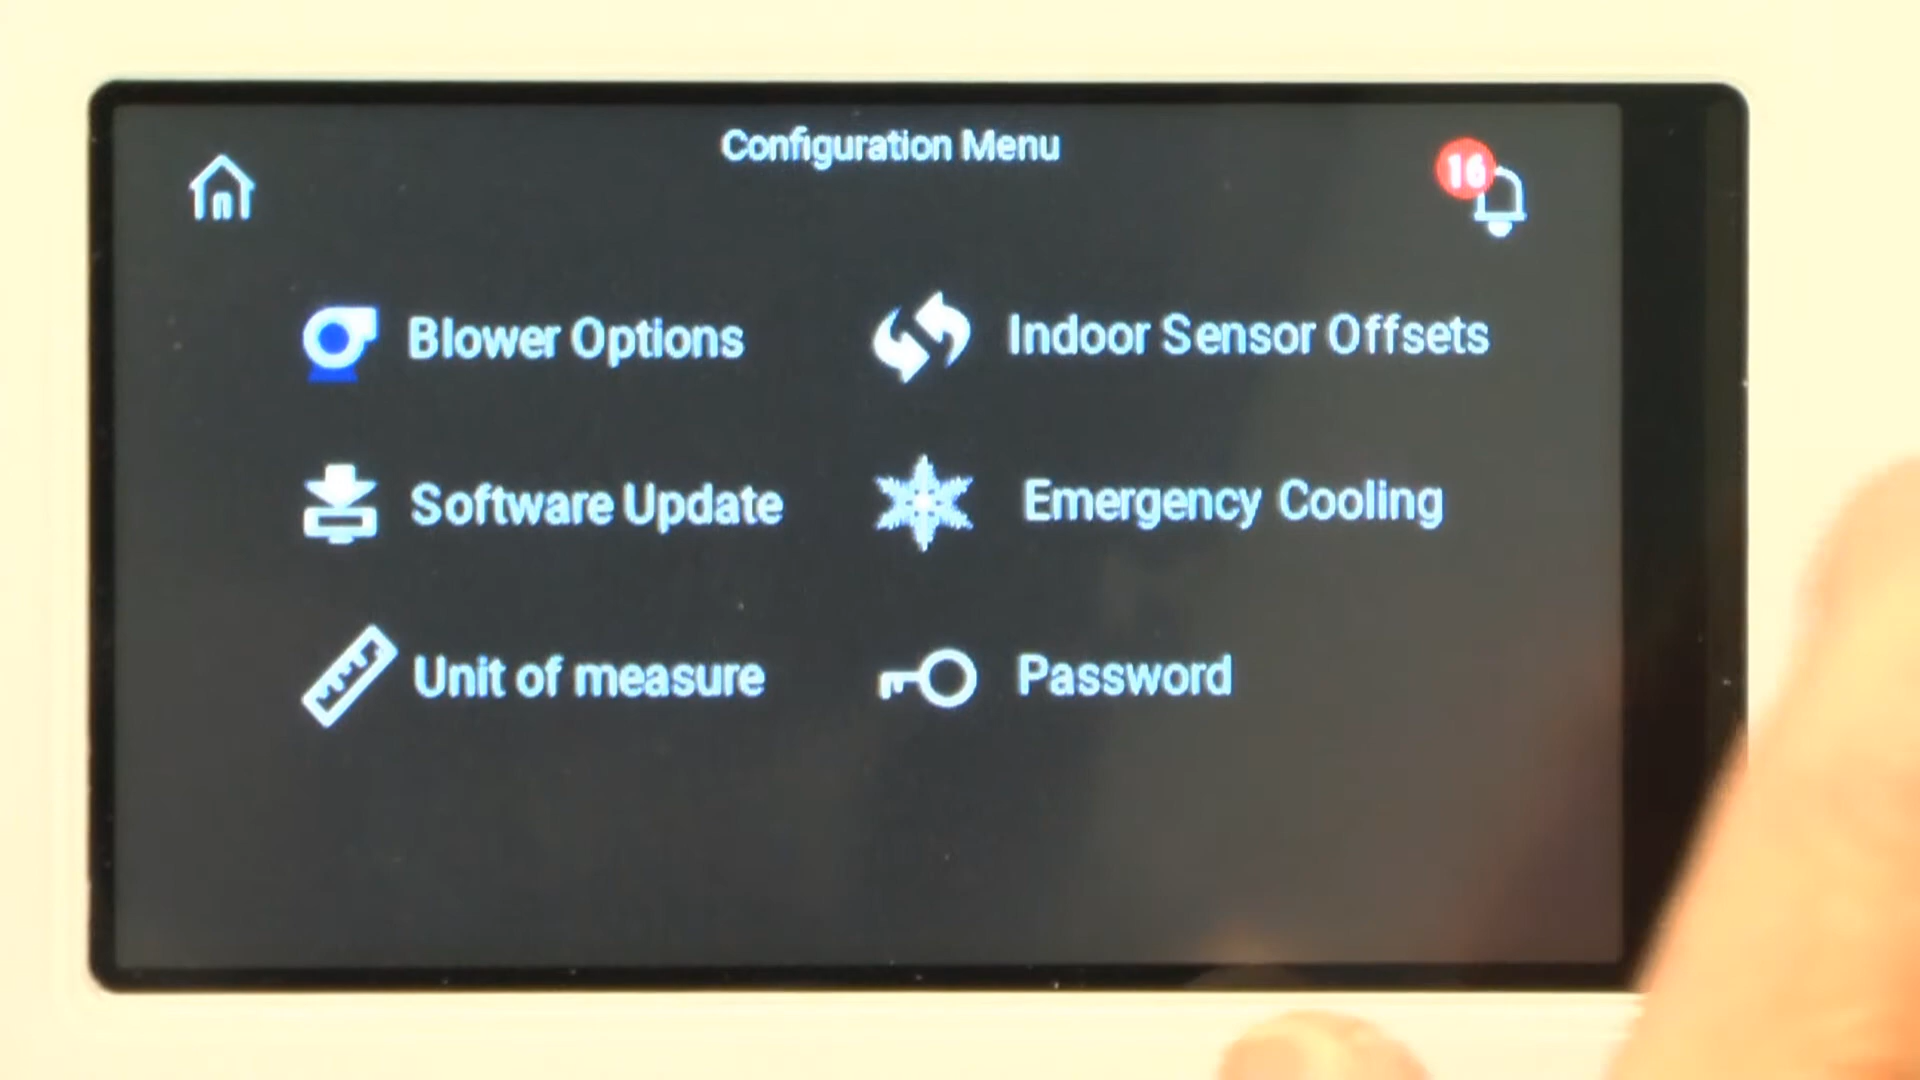 Configuration Menu
16
Blower Options
Indoor Sensor Offsets
Software Update
Emergency Cooling
Unit of measure
Password